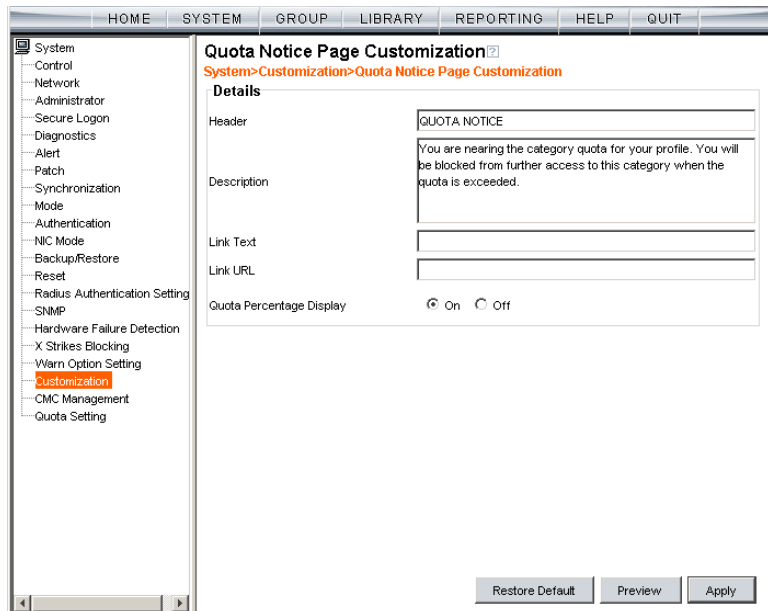 HOME SYSTEM GROUP LIBRARY REPORTING HELP QUIT
System
Control
Network
Administrator
Secure Logon
Diagnostics
Alert
Patch
Synchronization
Mode
Authentication
NIC Mode
Backup/Restore
Reset
Radius Authentication Setting
SNMP
Hardware Failure Detection
X Strikes Blocking
Warn Option Setting
Customization
CMC Management
Quota Setting
Quota Notice Page Customization ?
System>Customization>Quota Notice Page Customization
Details
Header QUOTA NOTICE
Description
You are nearing the category quota for your profile. You will
be blocked from further access to this category when the
quota is exceeded.
Link Text
Link URL
Quota Percentage Display On Off
Restore Default Preview Apply